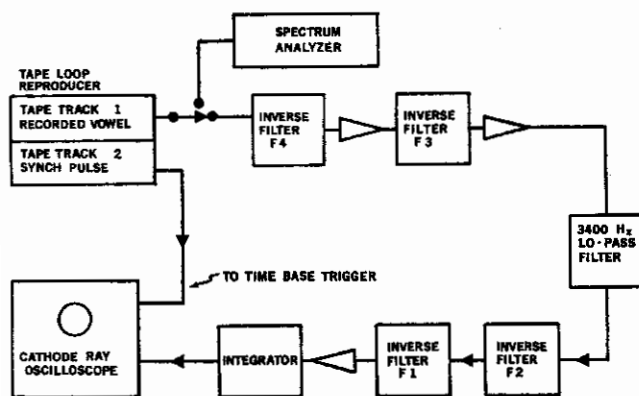 SPECTRUM
ANALYZER
TAPE LOOP
REPRODUCER
TAPE TRACK 1
RECORDED VOWEL
TAPE TRACK 2
SYNCH PULSE
INVERSE
FILTER
F4
INVERSE
FILTER
F3
3400 Hz
LO-PASS
FILTER
TO TIME BASE TRIGGER
CATHODE RAY
OSCILLOSCOPE
INTEGRATOR
INVERSE
FILTER
F1
INVERSE
FILTER
F2